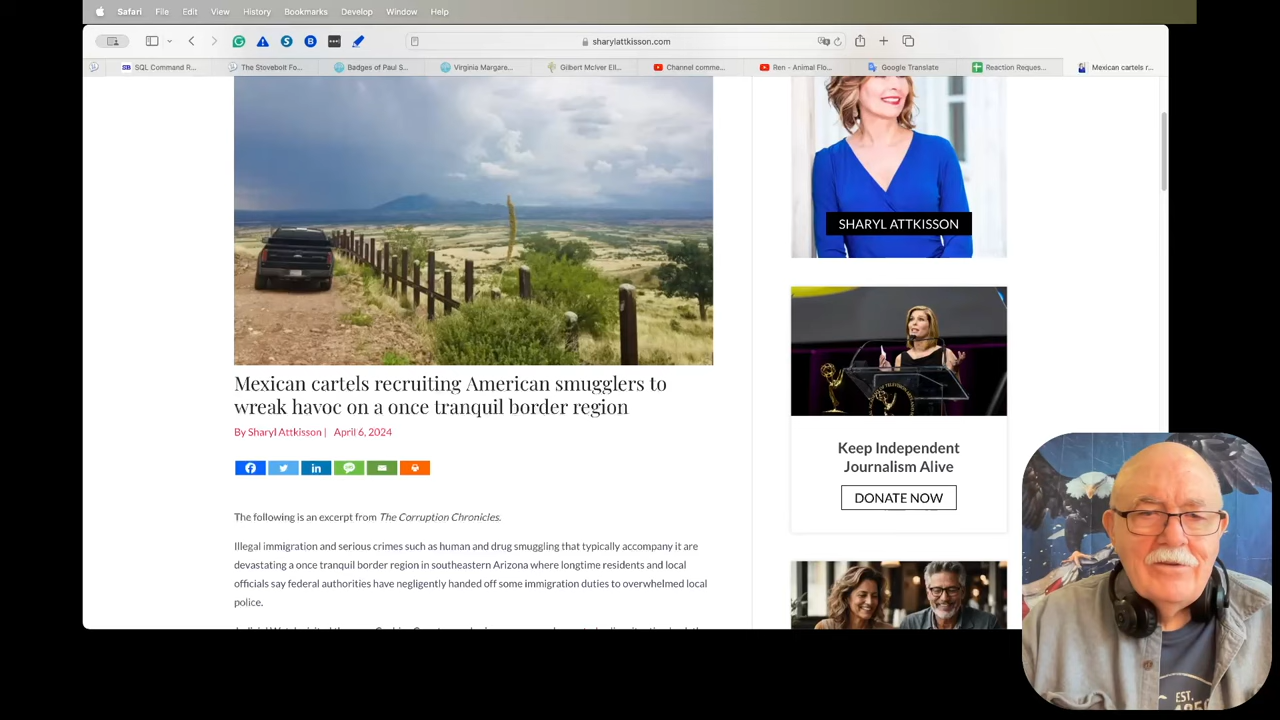 Safari File Edit View History Bookmarks Develop Window Help
sharylattkisson.com
SQL Command R... The Stovebolt Fo... Badges of Paul S... Virginia Margare... Gilbert McIver Ell... Channel comme... Ren - Animal Flo... Google Translate Reaction Reques... Mexican cartels r...
SHARYL ATTKISSON
Mexican cartels recruiting American smugglers to
wreak havoc on a once tranquil border region
By Sharyl Attkisson | April 6, 2024
The following is an excerpt from The Corruption Chronicles.
Illegal immigration and serious crimes such as human and drug smuggling that typically accompany it are
devastating a once tranquil border region in southeastern Arizona where longtime residents and local
officials say federal authorities have negligently handed off some immigration duties to overwhelmed local
police.
Keep Independent
Journalism Alive
DONATE NOW
EST.